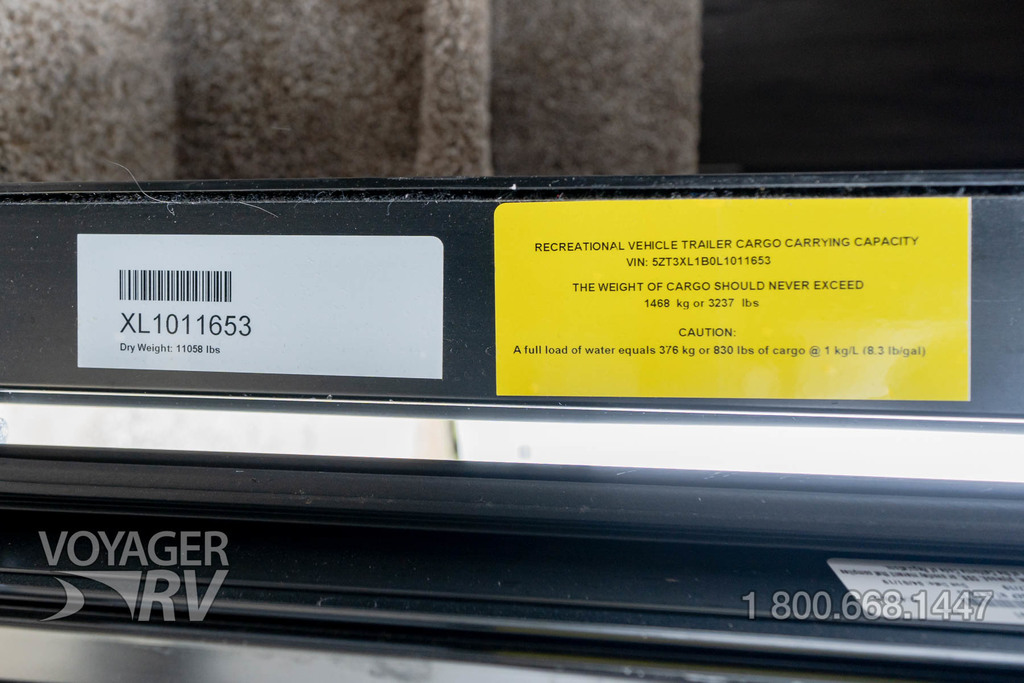 XL1011653
Dry Weight: 11058 lbs
RECREATIONAL VEHICLE TRAILER CARGO CARRYING CAPACITY
VIN: 5ZT3XL1B0L1011653
THE WEIGHT OF CARGO SHOULD NEVER EXCEED
1468 kg or 3237 lbs
CAUTION:
A full load of water equals 376 kg or 830 lbs of cargo @ 1 kg/L (8.3 lb/gal)
VOYAGER
RV
1 800.668.1447